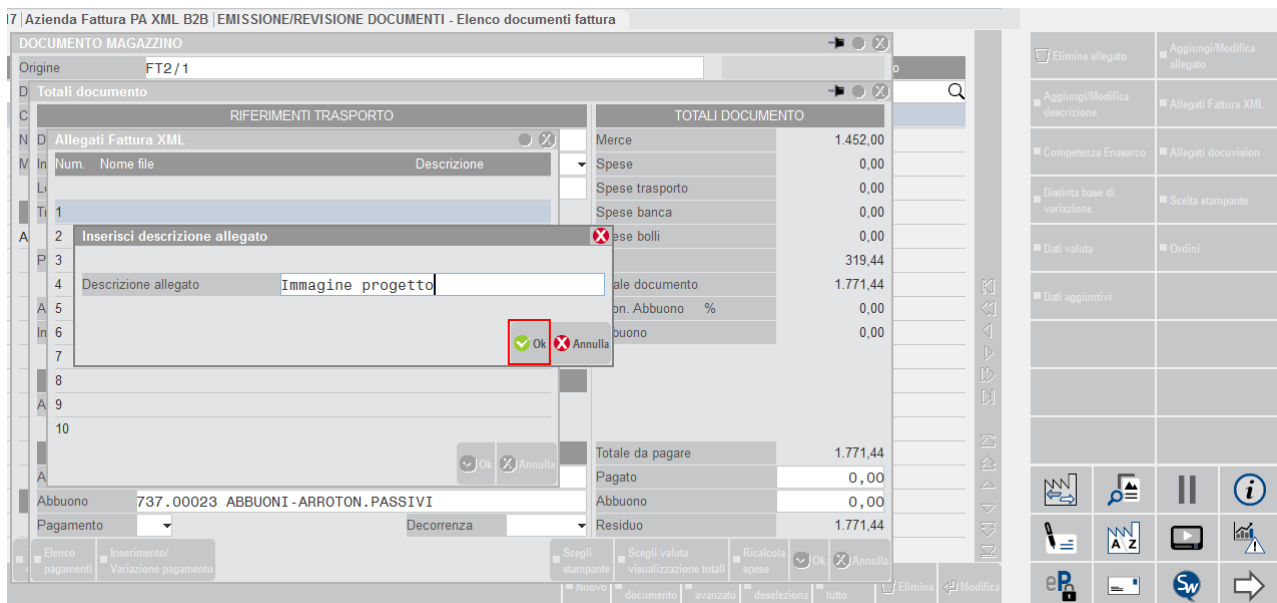 17 | Azienda Fattura PA XML B2B | EMISSIONE/REVISIONE DOCUMENTI - Elenco documenti fattura
DOCUMENTO MAGAZZINO
Origine FT2/1
Totali documento
RIFERIMENTI TRASPORTO
TOTALI DOCUMENTO
Allegati Fattura XML
Num. Nome file Descrizione
1
2
3
4
5
6
7
8
9
10
Inserisci descrizione allegato
Descrizione allegato Immagine progetto
Ok Annulla
Ok Annulla
Merce 1.452,00
Spese 0,00
Spese trasporto 0,00
Spese banca 0,00
ese bolli 0,00
319,44
ale documento 1.771,44
on. Abbuono % 0,00
buono 0,00
Totale da pagare 1.771,44
Pagato 0,00
Abbuono 737.00023 ABBUONI-ARROTON.PASSIVI
Abbuono 0,00
Pagamento Decorrenza
Residuo 1.771,44
Elenco pagamenti
Inserimento/
Variazione pagamento
Scegli stampante
Scegli valuta
visualizzazione totali
Ricalcola spese
Ok Annulla
Nuovo documento avanzato deseleziona tutto Elimina Modifica
Elimina allegato
Aggiungi/Modifica
allegato
Aggiungi/Modifica
descrizione
Allegati Fattura XML
Competenza Enasarco
Allegati docuvision
Distinta base di
variazione
Scelta stampante
Dati valuta
Ordini
Dati aggiuntivi
A Z
eP
Sw